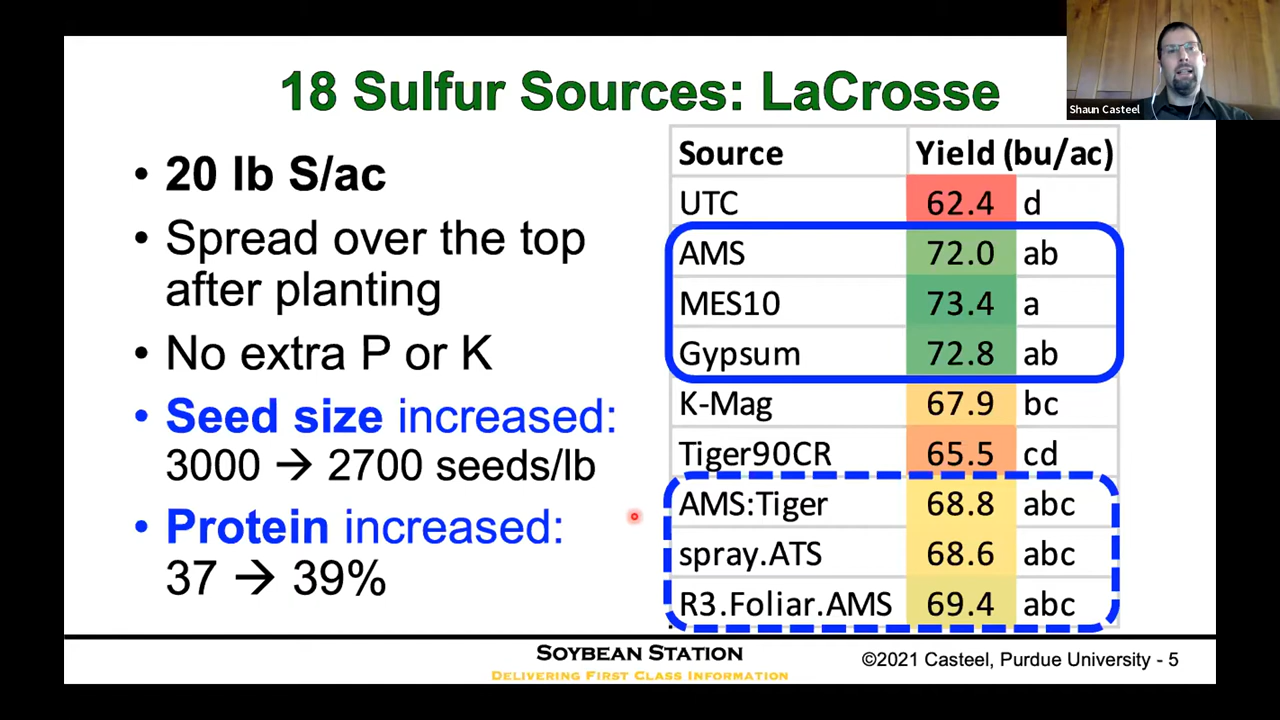 18 Sulfur Sources: LaCrosse
Shaun Casteel
• 20 lb S/ac
• Spread over the top
after planting
• No extra P or K
• Seed size increased:
3000 → 2700 seeds/lb
• Protein increased:
37 → 39%
Source Yield (bu/ac)
UTC 62.4 d
AMS 72.0 ab
MES10 73.4 a
Gypsum 72.8 ab
K-Mag 67.9 bc
Tiger90CR 65.5 cd
AMS:Tiger 68.8 abc
spray.ATS 68.6 abc
R3.Foliar.AMS 69.4 abc
Soybean Station
Delivering First Class Information
©2021 Casteel, Purdue University - 5